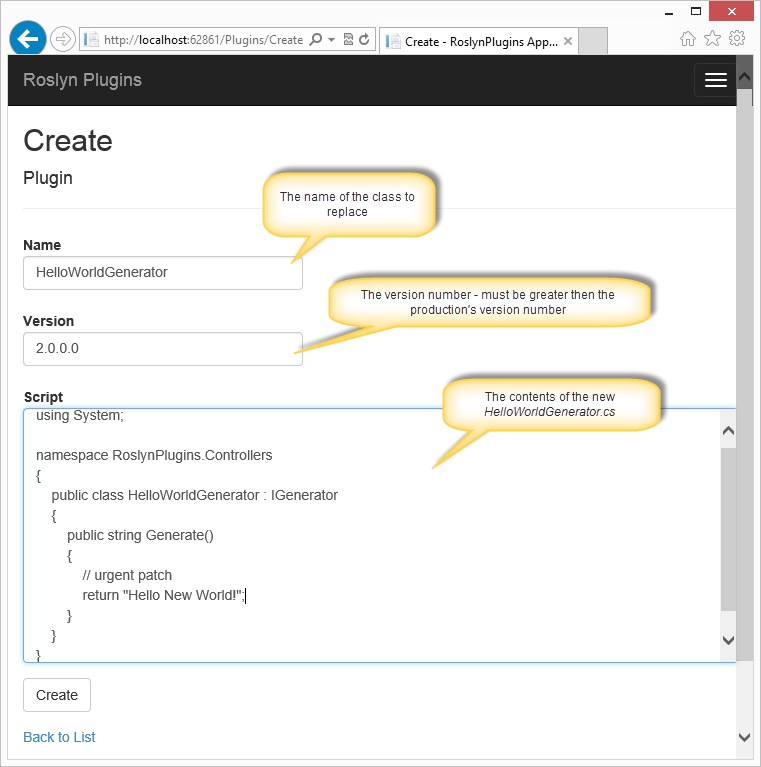 http://localhost:62861/Plugins/Create
Create - RoslynPlugins App...
Roslyn Plugins
Create
Plugin
The name of the class to
replace
Name
HelloWorldGenerator
The version number - must be greater then the
production's version number
Version
2.0.0.0
The contents of the new
HelloWorldGenerator.cs
Script
using System;
namespace RoslynPlugins.Controllers
{
public class HelloWorldGenerator : IGenerator
{
public string Generate()
{
// urgent patch
return "Hello New World!";
}
}
}
Create
Back to List